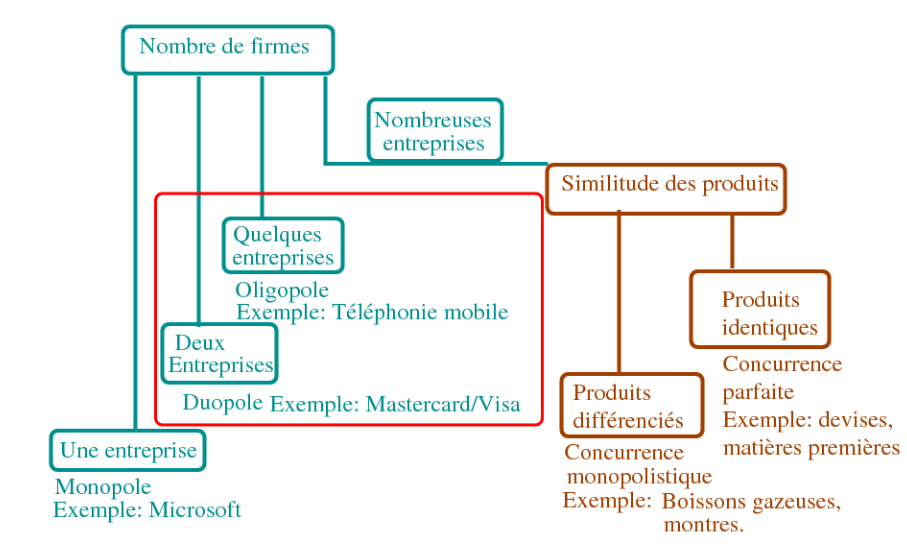 Nombre de firmes
Nombreuses
entreprises
Similitude des produits
Quelques
entreprises
Oligopole
Exemple: Téléphonie mobile
Deux
Entreprises
Duopole Exemple: Mastercard/Visa
Une entreprise
Monopole
Exemple: Microsoft
Produits
identiques
Concurrence
parfaite
Exemple: devises,
matières premières
Produits
différenciés
Concurrence
monopolistique
Exemple: Boissons gazeuses,
montres.